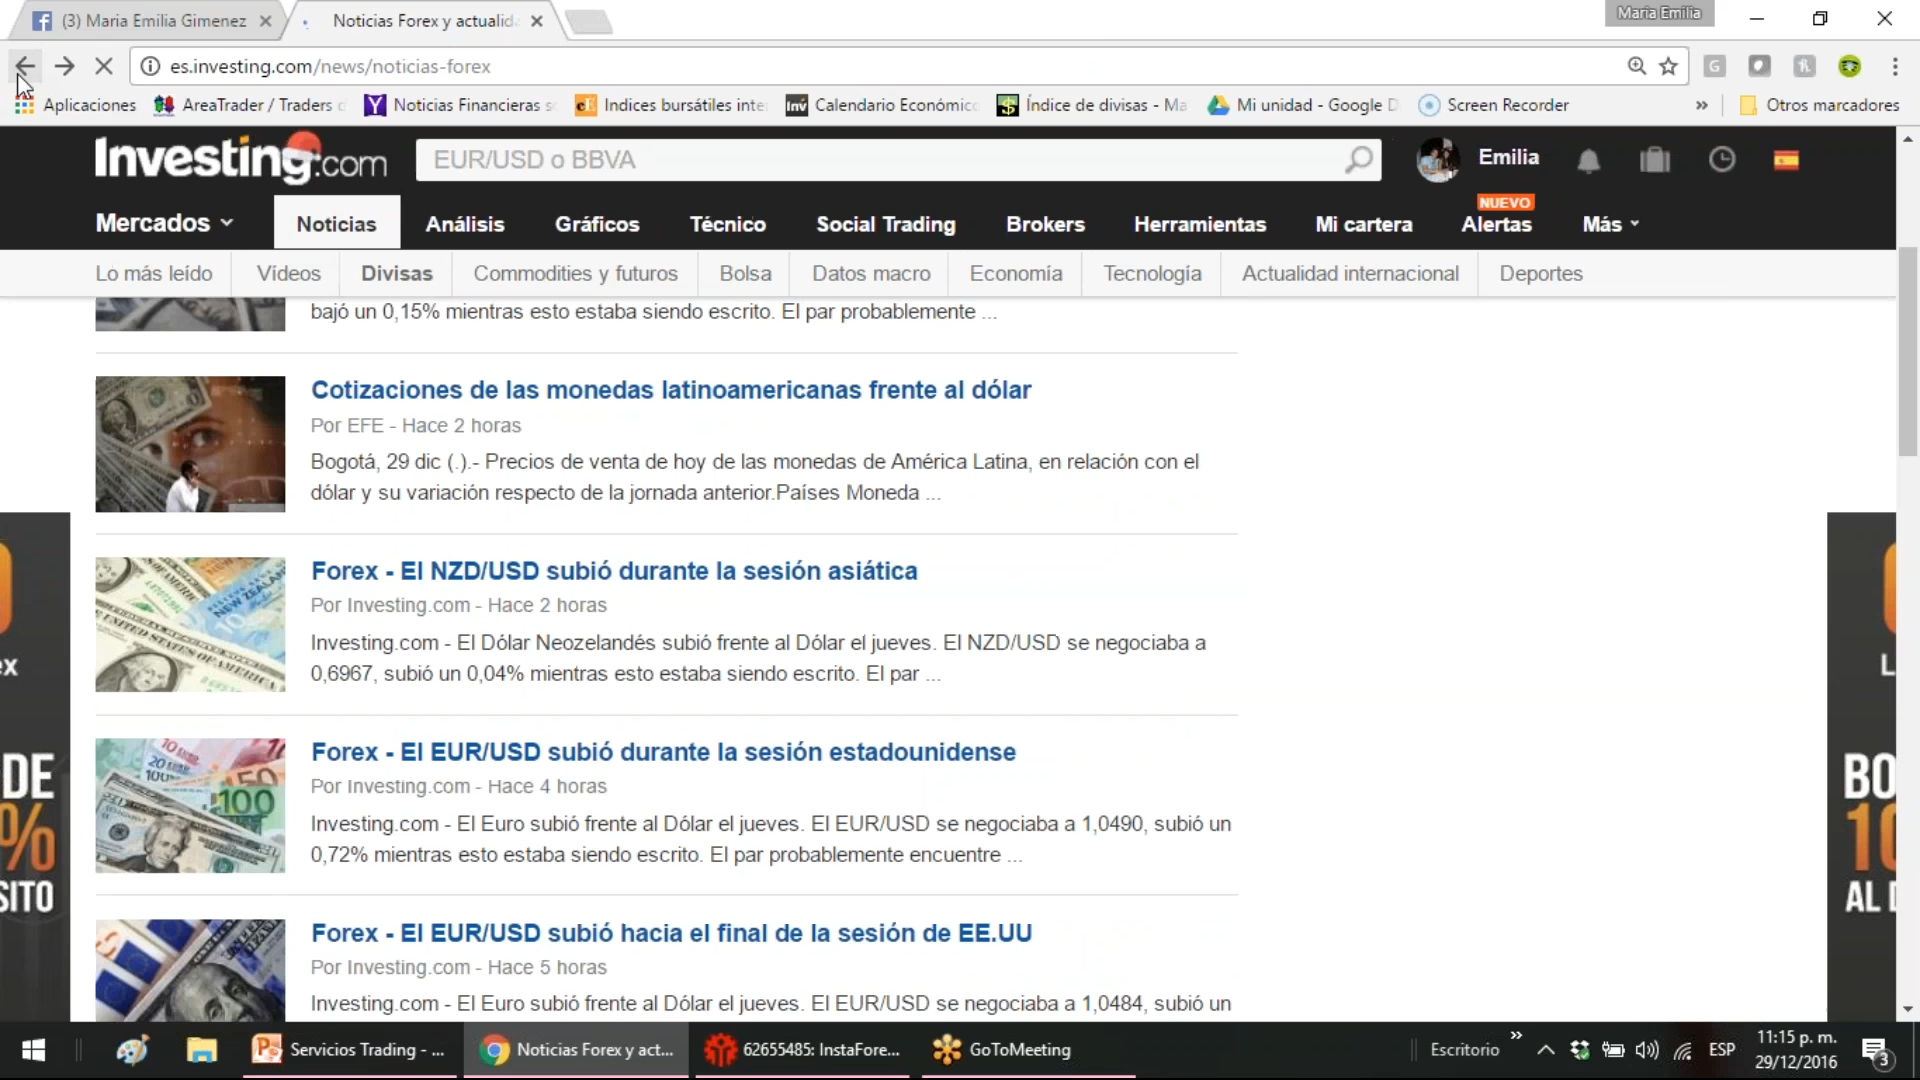 (3) Maria Emilia Gimenez
Noticias Forex y actualid
Maria Emilia
es.investing.com/news/noticias-forex
Aplicaciones
AreaTrader / Traders
Noticias Financieras
Indices bursátiles inte
Calendario Económic
Índice de divisas - Ma
Mi unidad - Google D
Screen Recorder
»
Otros marcadores
Investing.com
EUR/USD o BBVA
Emilia
NUEVO
Mercados
Noticias
Análisis
Gráficos
Técnico
Social Trading
Brokers
Herramientas
Mi cartera
Alertas
Más
Lo más leído
Vídeos
Divisas
Commodities y futuros
Bolsa
Datos macro
Economía
Tecnología
Actualidad internacional
Deportes
bajó un 0,15% mientras esto estaba siendo escrito. El par probablemente ...
Cotizaciones de las monedas latinoamericanas frente al dólar
Por EFE - Hace 2 horas
Bogotá, 29 dic (.).- Precios de venta de hoy de las monedas de América Latina, en relación con el
dólar y su variación respecto de la jornada anterior.Países Moneda ...
Forex - El NZD/USD subió durante la sesión asiática
Por Investing.com - Hace 2 horas
Investing.com - El Dólar Neozelandés subió frente al Dólar el jueves. El NZD/USD se negociaba a
0,6967, subió un 0,04% mientras esto estaba siendo escrito. El par ...
Forex - El EUR/USD subió durante la sesión estadounidense
Por Investing.com - Hace 4 horas
Investing.com - El Euro subió frente al Dólar el jueves. El EUR/USD se negociaba a 1,0490, subió un
0,72% mientras esto estaba siendo escrito. El par probablemente encuentre ...
Forex - El EUR/USD subió hacia el final de la sesión de EE.UU
Por Investing.com - Hace 5 horas
Investing.com - El Euro subió frente al Dólar el jueves. El EUR/USD se negociaba a 1,0484, subió un
ex
DE
%
SITO
L
BO
10
AL D
Servicios Trading - ...
Noticias Forex y act...
62655485: InstaFore...
GoToMeeting
Escritorio
»
ESP
11:15 p. m.
29/12/2016
3